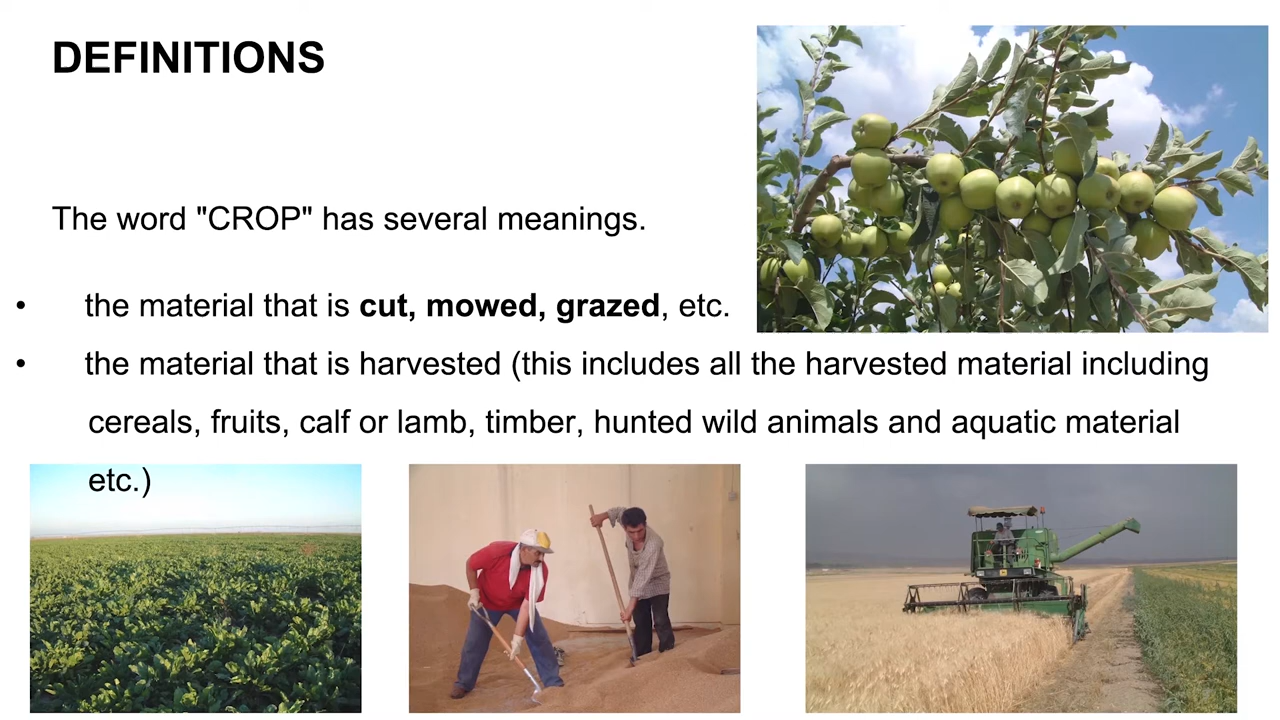 DEFINITIONS
The word "CROP" has several meanings.
• the material that is cut, mowed, grazed, etc.
• the material that is harvested (this includes all the harvested material including
cereals, fruits, calf or lamb, timber, hunted wild animals and aquatic material
etc.)